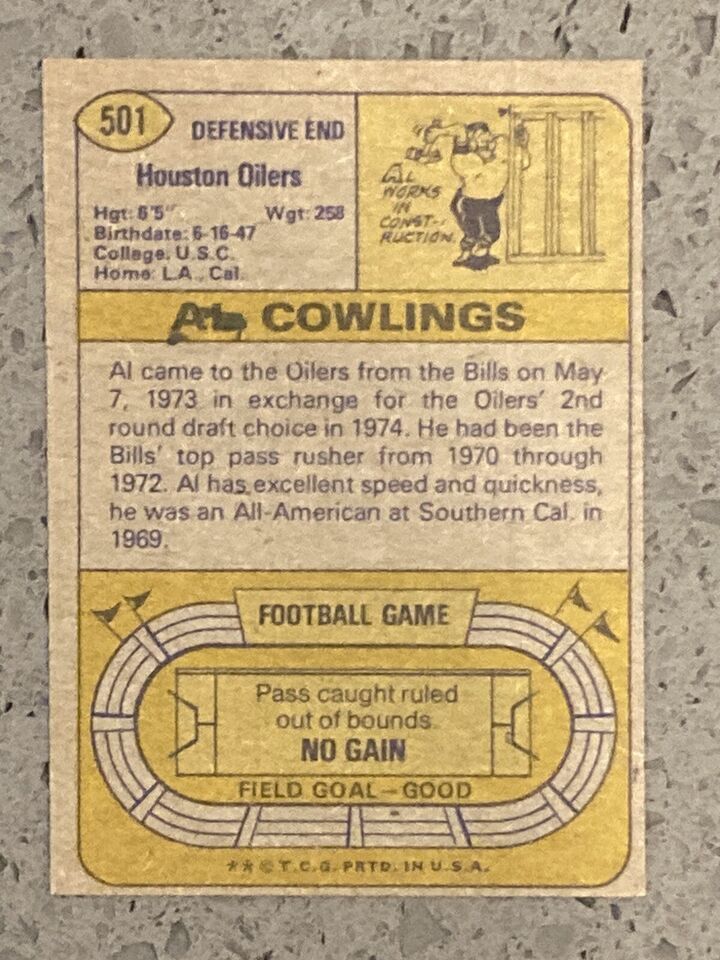 501
DEFENSIVE END
Houston Oilers
Hgt: 6'5" Wgt: 258
Birthdate: 6-16-47
College: U.S.C.
Home: L.A., Cal.
AL
WORKS
IN
CONST-
RUCTION.
AL COWLINGS
Al came to the Oilers from the Bills on May
7, 1973 in exchange for the Oilers' 2nd
round draft choice in 1974. He had been the
Bills' top pass rusher from 1970 through
1972. Al has excellent speed and quickness,
he was an All-American at Southern Cal. in
1969.
FOOTBALL GAME
Pass caught ruled
out of bounds.
NO GAIN
FIELD GOAL—GOOD
** © T.C.G. PRTD. IN U.S.A.